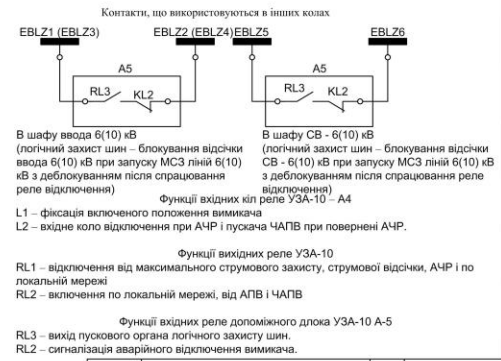 Контакти, що використовуються в інших колах
EBLZ1 (EBLZ3) EBLZ2 (EBLZ4) EBLZ5 EBLZ6
A5 A5
RL3 KL2 RL3 KL2
В шафу ввода 6(10) кВ
(логічний захист шин – блокування відсічки
ввода 6(10) кВ при запуску МСЗ ліній 6(10)
кВ з деблокуванням після спрацювання
реле відключення)
В шафу СВ - 6(10) кВ
(логічний захист шин – блокування відсічки
СВ - 6(10) кВ при запуску МСЗ ліній 6(10)
кВ з деблокуванням після спрацювання
реле відключення)
Функції вхідних кіл реле УЗА-10 – А4
L1 – фіксація включеного положення вимикача
L2 – вхідне коло відключення при АЧР і пускача ЧАПВ при повернені АЧР.
Функції вихідних реле УЗА-10
RL1 – відключення від максимального струмового захисту, струмової відсічки, АЧР і по
локальній мережі
RL2 – включення по локальній мережі, від АПВ і ЧАПВ
Функції вхідних реле допоміжного длока УЗА-10 А-5
RL3 – вихід пускового органа логічного захисту шин.
RL2 – сигналізація аварійного відключення вимикача.